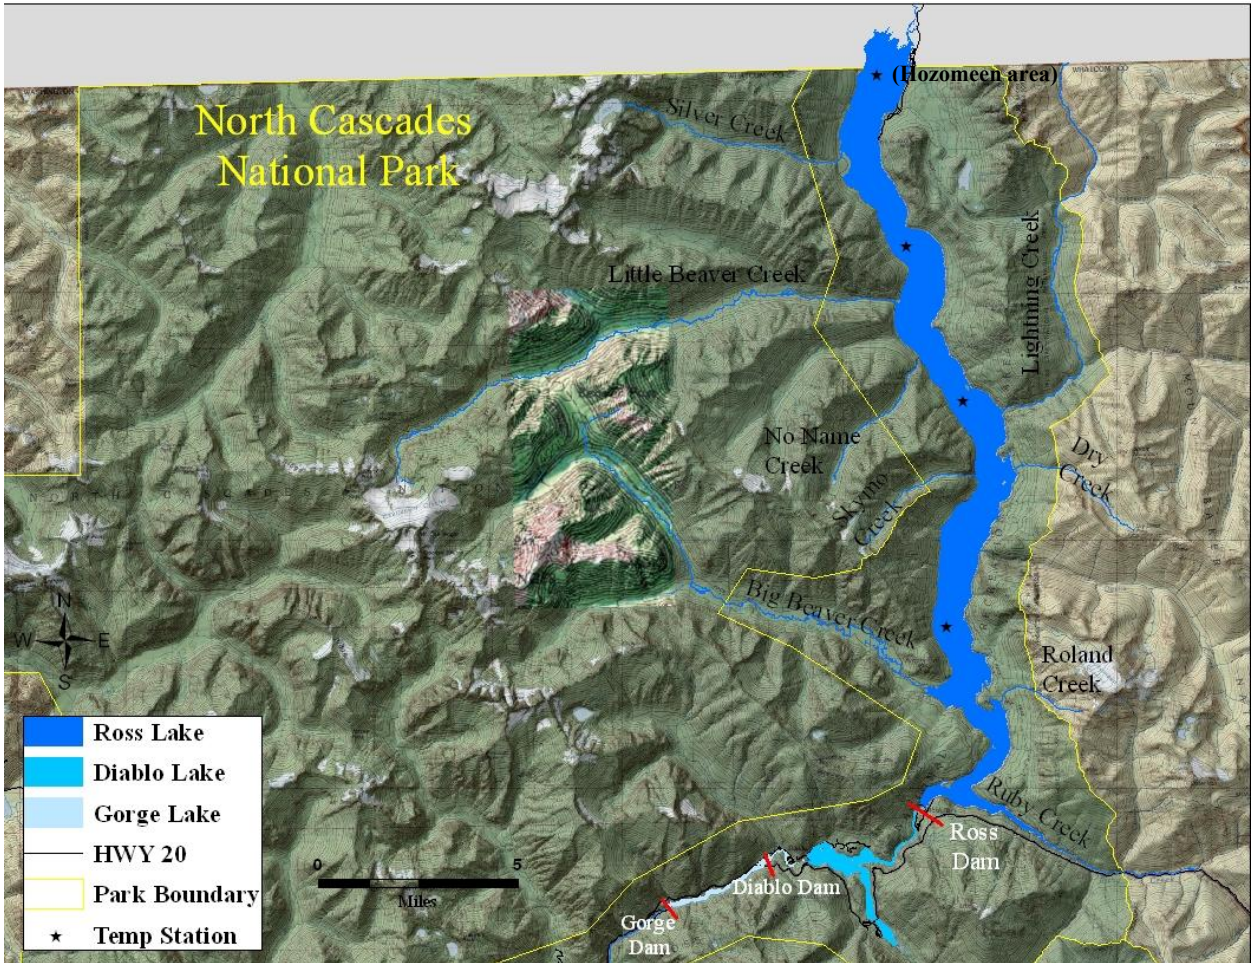 (Hozomeen area)
WHATCOM CO
North Cascades
National Park
Silver Creek
Little Beaver Creek
Lightning Creek
No Name
Creek
Dry
Creek
Skymo
Creek
Big Beaver Creek
Roland
Creek
N
W E
S
Ross Lake
Diablo Lake
Gorge Lake
HWY 20
Park Boundary
Temp Station
0 5
Miles
Ruby Creek
Ross
Dam
Diablo Dam
Gorge
Dam